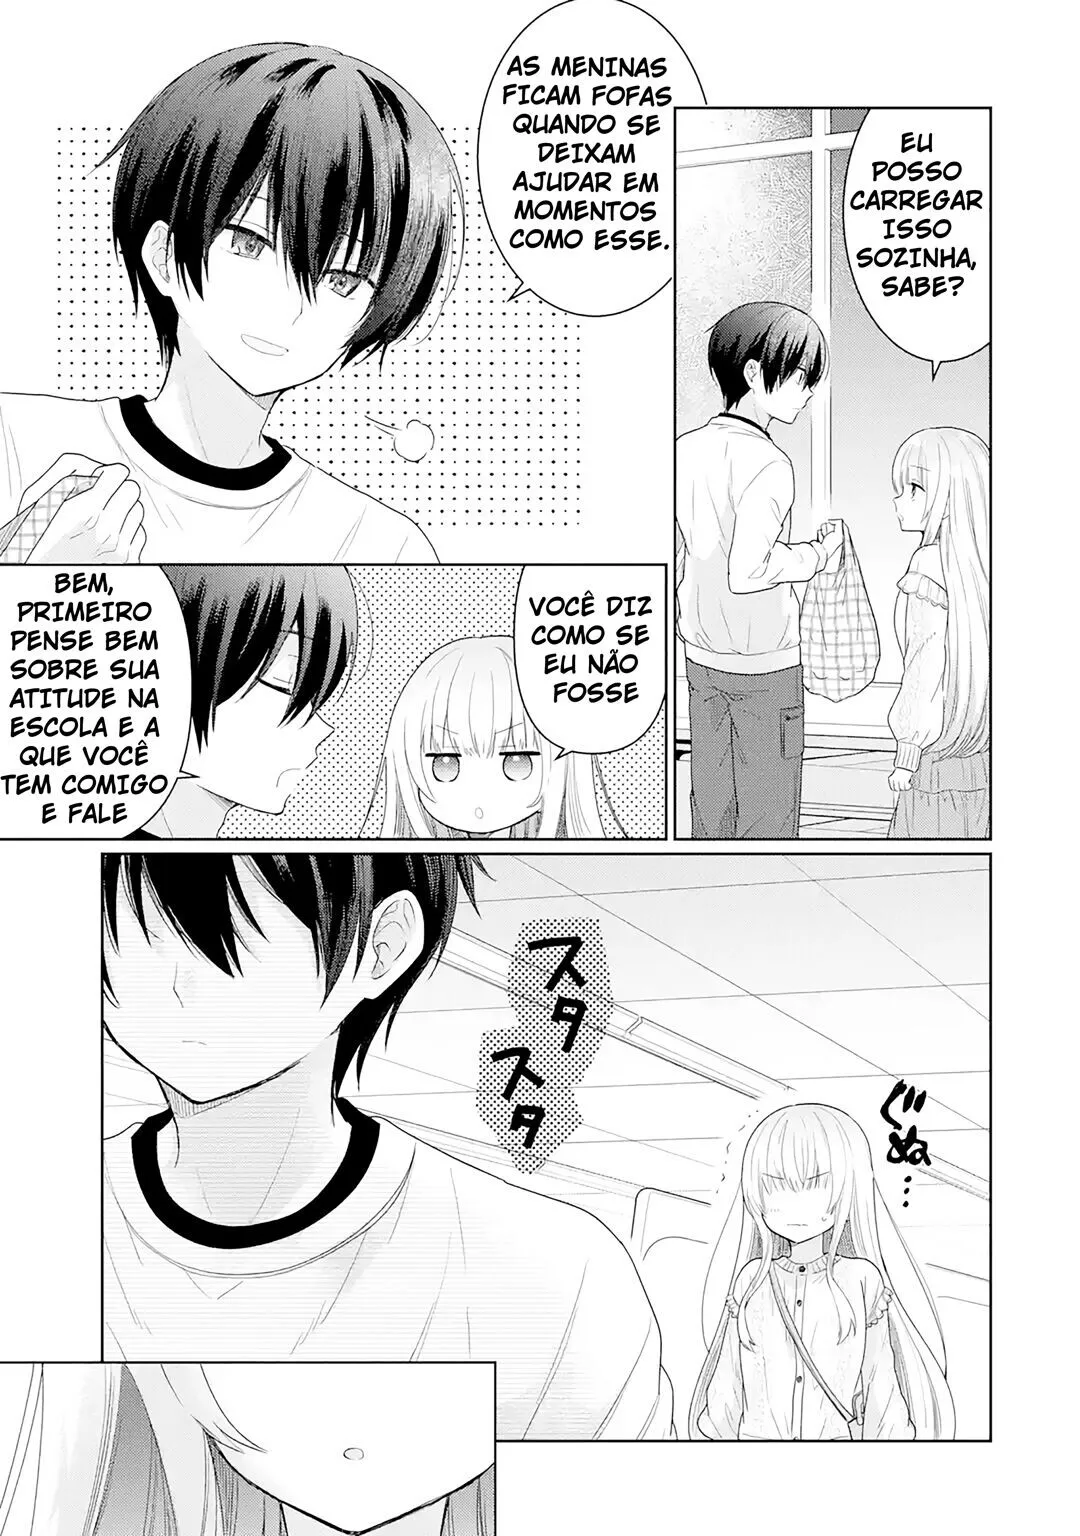 EU
POSSO
CARREGAR
ISSO
SOZINHA,
SABE?
AS MENINAS
FICAM FOFAS
QUANDO SE
DEIXAM
AJUDAR EM
MOMENTOS
COMO ESSE.
VOCÊ DIZ
COMO SE
EU NÃO
FOSSE
BEM,
PRIMEIRO
PENSE BEM
SOBRE SUA
ATITUDE NA
ESCOLA E A
QUE VOCÊ
TEM COMIGO
E FALE
スタ
スタ
ぐぬ…